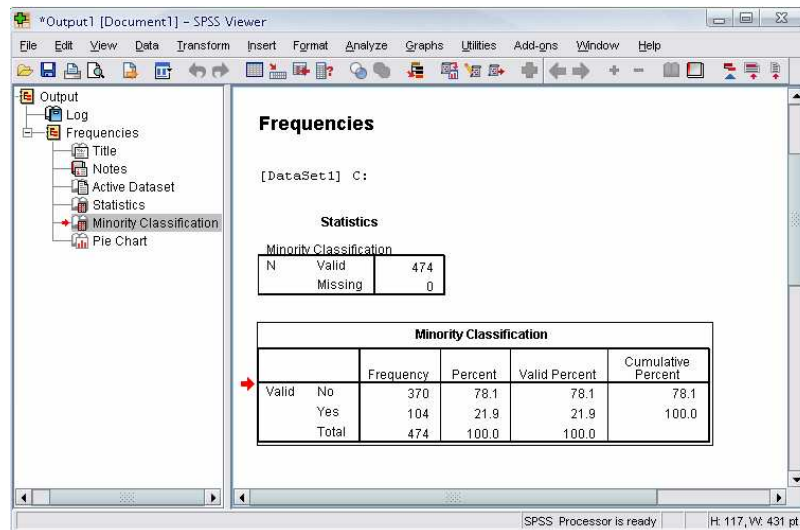 *Output1 [Document1] – SPSS Viewer
File Edit View Data Transform Insert Format Analyze Graphs Utilities Add-ons Window Help
Output
Log
Frequencies
Title
Notes
Active Dataset
Statistics
Minority Classification
Pie Chart
Frequencies
[DataSet1] C:
Statistics
Minority Classification
N Valid 474
Missing 0
Minority Classification
Frequency Percent Valid Percent Cumulative Percent
Valid No 370 78.1 78.1 78.1
Yes 104 21.9 21.9 100.0
Total 474 100.0 100.0
SPSS Processor is ready H: 117, W: 431 pt